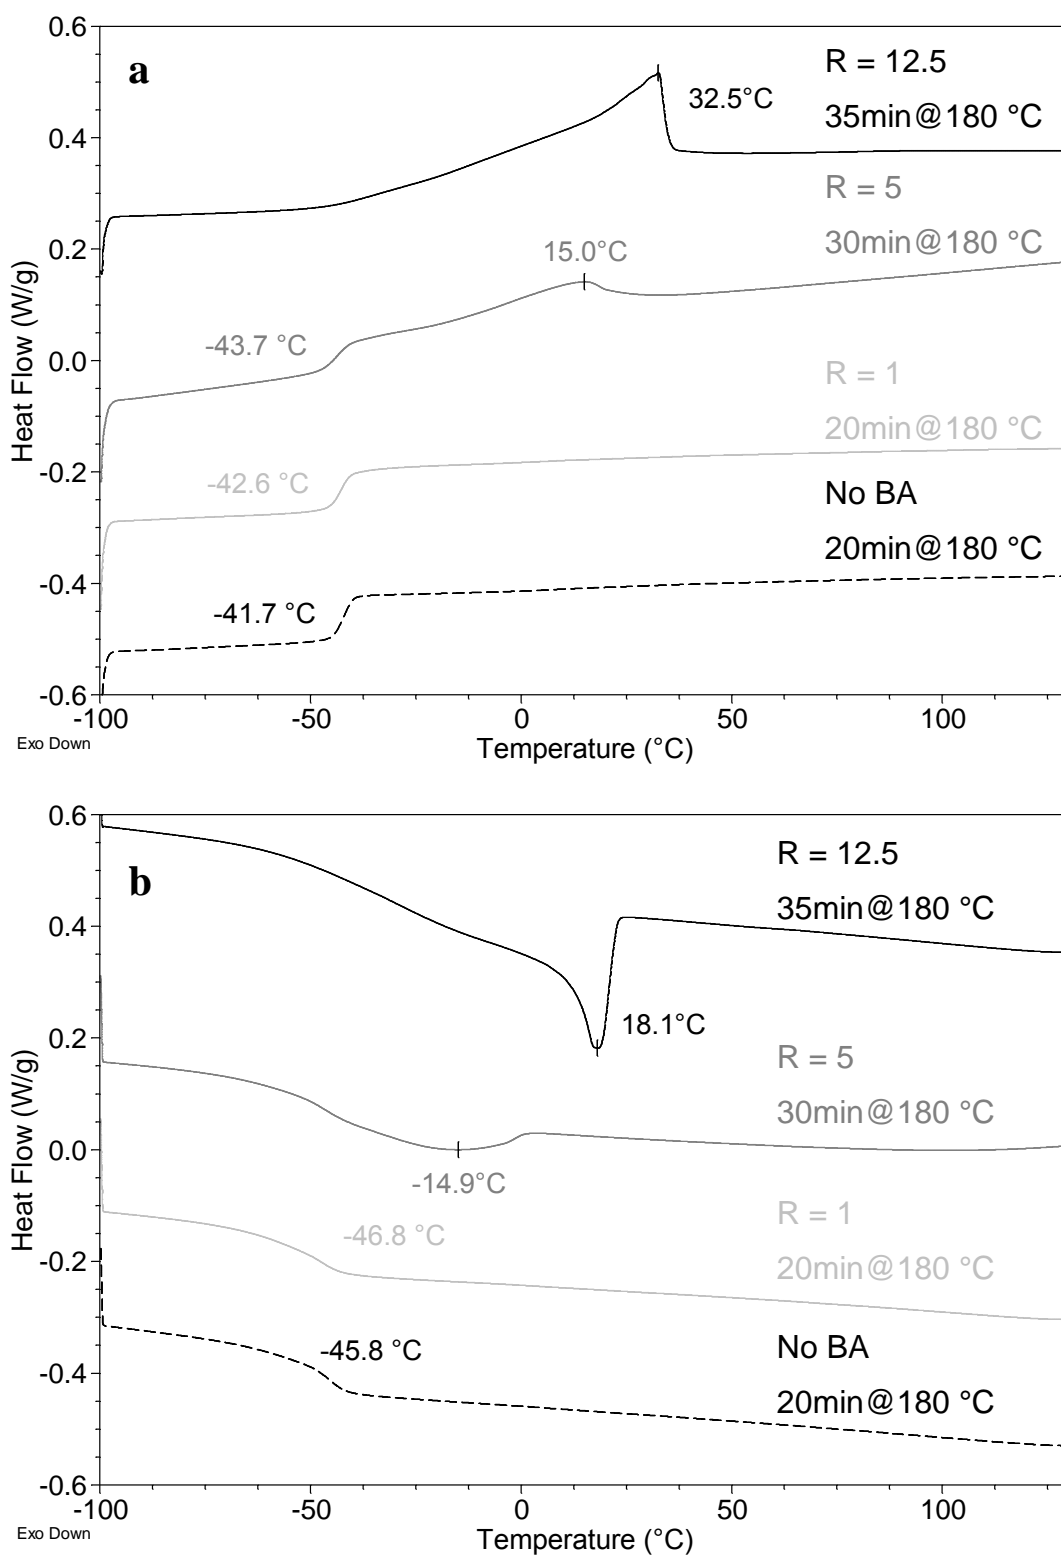 0.6
a
R = 12.5
32.5°C
35min@180 °C
0.4
R = 5
30min@180 °C
0.2
15.0°C
Heat Flow (W/g)
-43.7 °C
0.0
R = 1
20min@180 °C
-0.2
-42.6 °C
No BA
20min@180 °C
-0.4
-41.7 °C
-0.6
-100 -50 0 50 100
Exo Down
Temperature (°C)
0.6
b
R = 12.5
35min@180 °C
0.4
18.1°C
0.2
R = 5
30min@180 °C
Heat Flow (W/g)
0.0
-14.9°C
R = 1
-46.8 °C
20min@180 °C
-0.2
No BA
-45.8 °C
20min@180 °C
-0.4
-0.6
-100 -50 0 50 100
Exo Down
Temperature (°C)